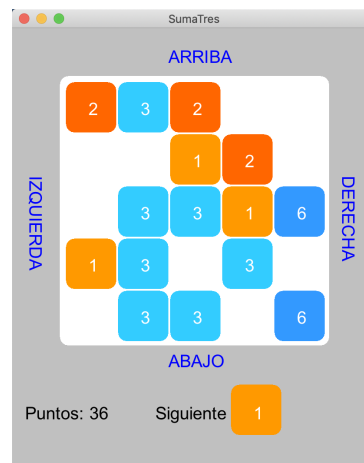 SumaTres
ARRIBA
2 3 2
1 2
IZQUIERDA
DERECHA
3 3 1 6
1 3 3
3 3 6
ABAJO
Puntos: 36 Siguiente 1